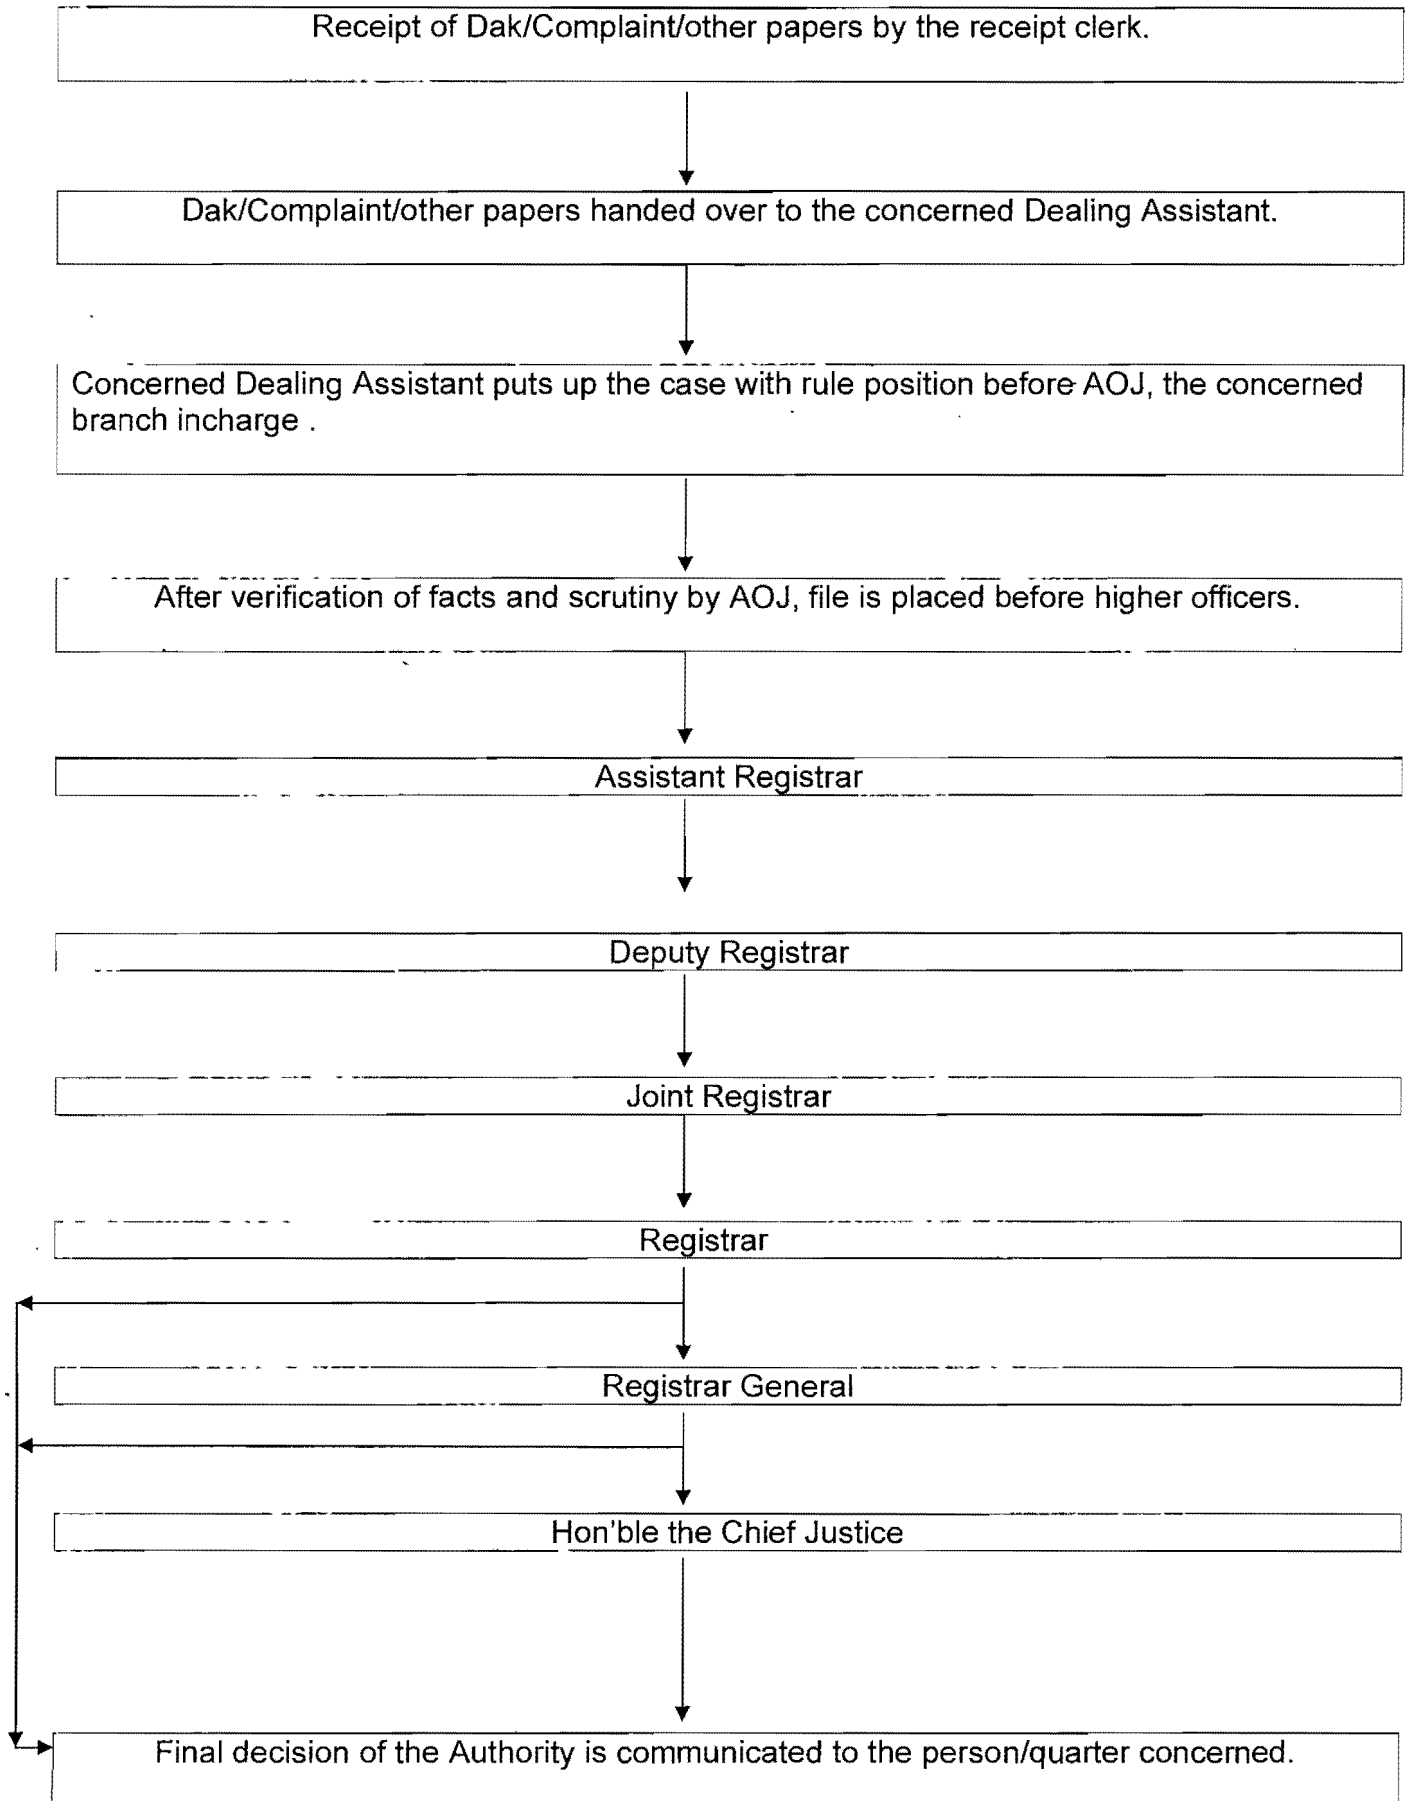 Receipt of Dak/Complaint/other papers by the receipt clerk.
Dak/Complaint/other papers handed over to the concerned Dealing Assistant.
Concerned Dealing Assistant puts up the case with rule position before AOJ, the concerned
branch incharge .
After verification of facts and scrutiny by AOJ, file is placed before higher officers.
Assistant Registrar
Deputy Registrar
Joint Registrar
Registrar
Registrar General
Hon'ble the Chief Justice
Final decision of the Authority is communicated to the person/quarter concerned.